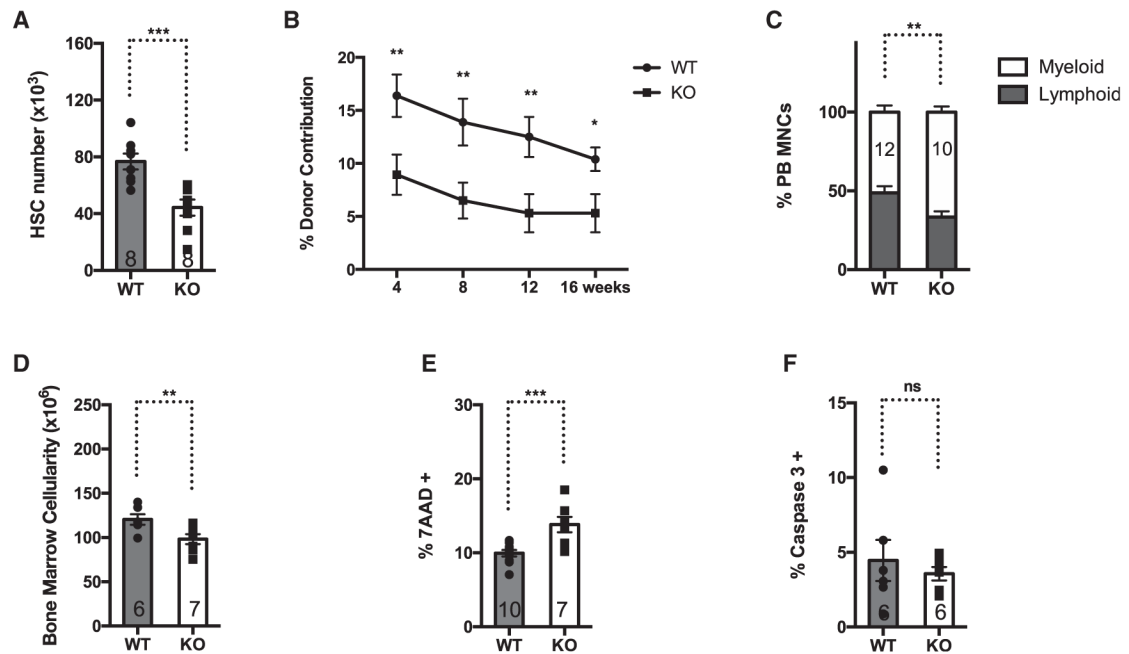 A
HSC number (x10³)
160
120
80
40
0
***
8
8
WT
KO
B
% Donor Contribution
20
15
10
5
0
**
**
**
*
4
8
12
16 weeks
WT
KO
C
% PB MNCs
100
50
0
**
12
10
WT
KO
Myeloid
Lymphoid
D
Bone Marrow Cellularity (x10⁶)
250
200
150
100
50
0
**
6
7
WT
KO
E
% 7AAD +
30
20
10
0
***
10
7
WT
KO
F
% Caspase 3 +
15
10
5
0
ns
6
6
WT
KO